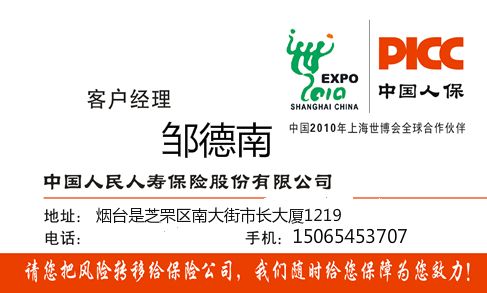 EXPO
2010
SHANGHAI CHINA
PICC
中国人保
中国2010年上海世博会全球合作伙伴
客户经理
邹德南
中国人民人寿保险股份有限公司
地址: 烟台是芝罘区南大街市长大厦1219
电话: 手机: 15065453707
请您把风险转移给保险公司，我们随时给您保障为您效力!